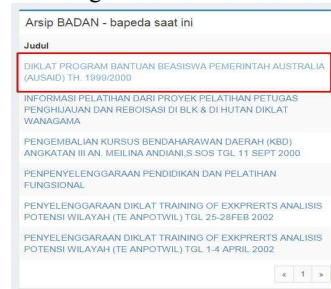 Arsip BADAN - bapeda saat ini
Judul
DIKLAT PROGRAM BANTUAN BEASISWA PEMERINTAH AUSTRALIA
(AUSAID) TH. 1999/2000
INFORMASI PELATIHAN DARI PROYEK PELATIHAN PETUGAS
PENGHIJAUAN DAN REBOISASI DI BLK & DI HUTAN DIKLAT
WANAGAMA
PENGEMBALIAN KURSUS BENDAHARAWAN DAERAH (KBD)
ANGKATAN III AN. MEILINA ANDIANI,S.SOS TGL 11 SEPT 2000
PENPENYELENGGARAAN PENDIDIKAN DAN PELATIHAN
FUNGSIONAL
PENYELENGGARAAN DIKLAT TRAINING OF EXKPRERTS ANALISIS
POTENSI WILAYAH (TE ANPOTWIL) TGL 25-28FEB 2002
PENYELENGGARAAN DIKLAT TRAINING OF EXKPRERTS ANALISIS
POTENSI WILAYAH (TE ANPOTWIL) TGL 1-4 APRIL 2002
« 1 »